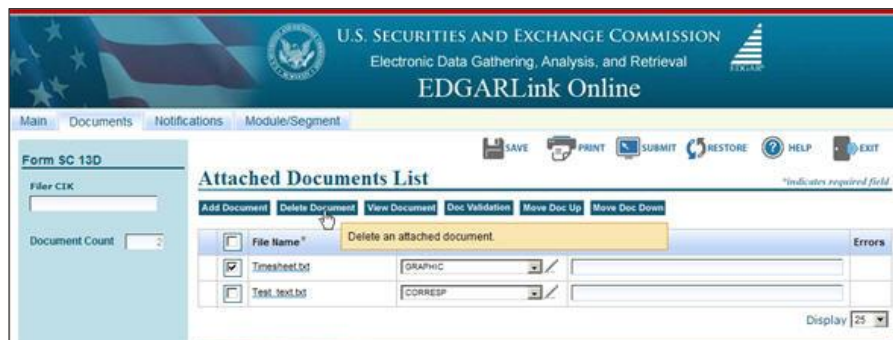 U.S. SECURITIES AND EXCHANGE COMMISSION
Electronic Data Gathering, Analysis, and Retrieval
EDGAR
EDGARLink Online
Main Documents Notifications Module/Segment
SAVE PRINT SUBMIT RESTORE HELP EXIT
Form SC 13D
Attached Documents List
*indicates required field
Filer CIK
Add Document Delete Document View Document Doc Validation Move Doc Up Move Doc Down
Delete an attached document.
Document Count 2
File Name* Errors
Timesheet.txt GRAPHIC
Test_text.txt CORRESP
Display 25